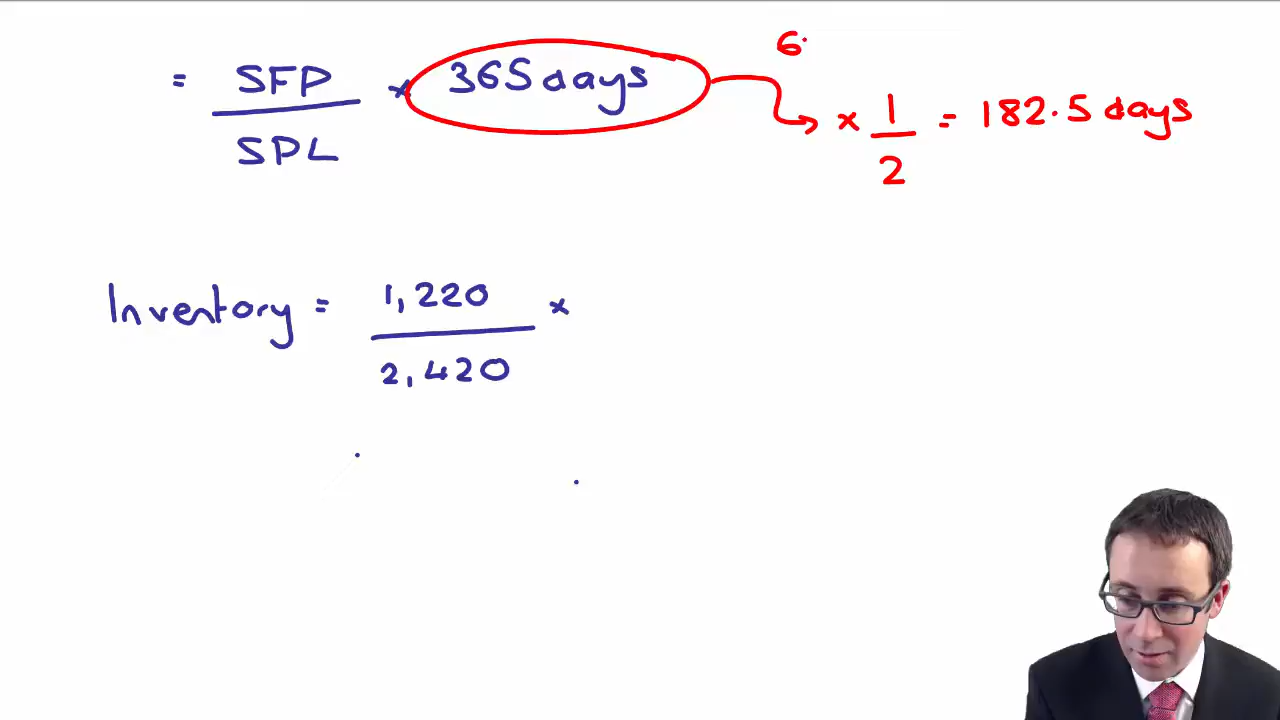 6.
= SFP / SPL × 365 days × 1/2 = 182.5 days
Inventory = 1,220 / 2,420 ×